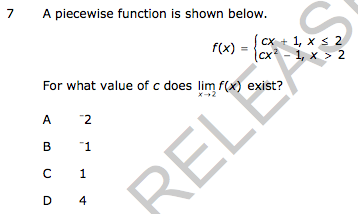 7 A piecewise function is shown below.
f(x) = { cx + 1, x ≤ 2
cx² − 1, x > 2
For what value of c does lim f(x) exist?
x→2
A ⁻2
B ⁻1
C 1
D 4
RELEAS